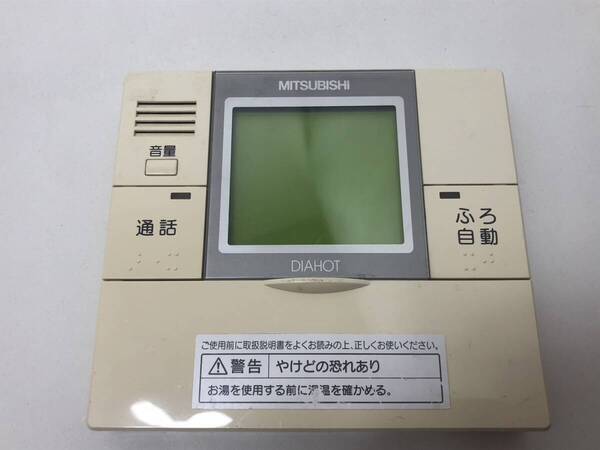 MITSUBISHI
音量
通話
ふろ
自動
DIAHOT
ご使用前に取扱説明書をよくお読みの上、正しくお使いください。
警告 やけどの恐れあり
お湯を使用する前に湯温を確かめる。